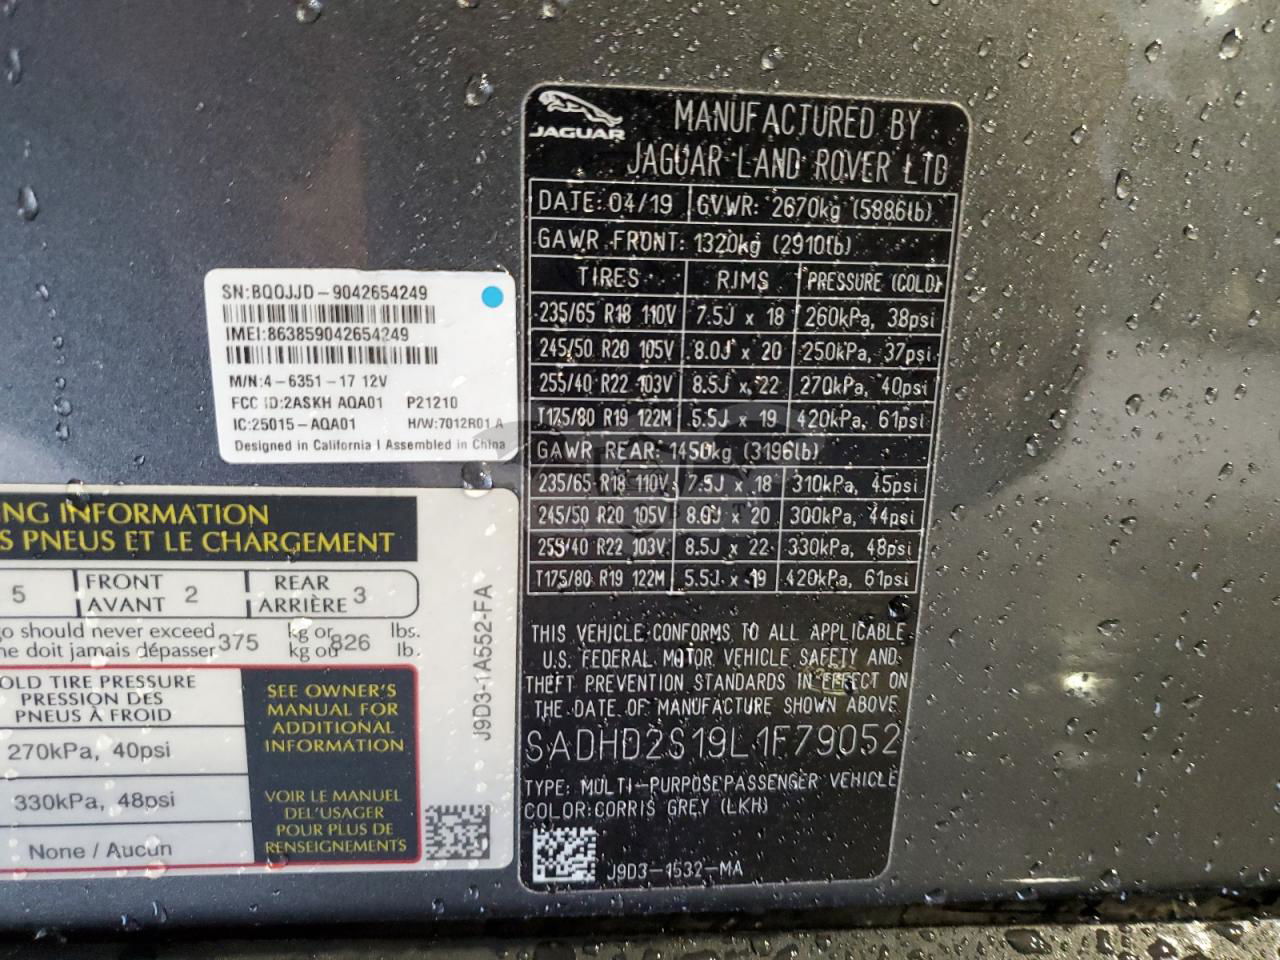 JAGUAR
MANUFACTURED BY
JAGUAR LAND ROVER LTD
DATE: 04/19 GVWR: 2670kg (5886lb)
GAWR FRONT: 1320kg (2910lb)
TIRES RIMS PRESSURE (COLD)
235/65 R18 110V 7.5J x 18 260kPa, 38psi
245/50 R20 105V 8.0J x 20 250kPa, 37psi
255/40 R22 103V 8.5J x 22 270kPa, 40psi
T175/80 R19 122M 5.5J x 19 420kPa, 61psi
GAWR REAR: 1450kg (3196lb)
235/65 R18 110V 7.5J x 18 310kPa, 45psi
245/50 R20 105V 8.0J x 20 300kPa, 44psi
255/40 R22 103V 8.5J x 22 330kPa, 48psi
T175/80 R19 122M 5.5J x 19 420kPa, 61psi
THIS VEHICLE CONFORMS TO ALL APPLICABLE
U.S. FEDERAL MOTOR VEHICLE SAFETY AND
THEFT PREVENTION STANDARDS IN EFFECT ON
THE DATE OF MANUFACTURE SHOWN ABOVE
SADHD2S19L1F79052
TYPE: MULTI-PURPOSE PASSENGER VEHICLE
COLOR: CORRIS GREY (LKH)
J9D3-1532-MA
SN:BQOJJD-9042654249
IMEI:863859042654249
M/N:4-6351-17 12V
FCC ID:2ASKH AQA01 P21210
IC:25015-AQA01 H/W:7012R01 A
Designed in California I Assembled in China
NG INFORMATION
S PNEUS ET LE CHARGEMENT
5 FRONT AVANT 2 REAR ARRIÈRE 3
go should never exceed 375 kg or 826 lbs.
ne doit jamais dépasser kg ou lb.
OLD TIRE PRESSURE
PRESSION DES
PNEUS À FROID
270kPa, 40psi
330kPa, 48psi
None / Aucun
SEE OWNER'S
MANUAL FOR
ADDITIONAL
INFORMATION
VOIR LE MANUEL
DEL'USAGER
POUR PLUS DE
RENSEIGNEMENTS
J9D3-1A552-FA